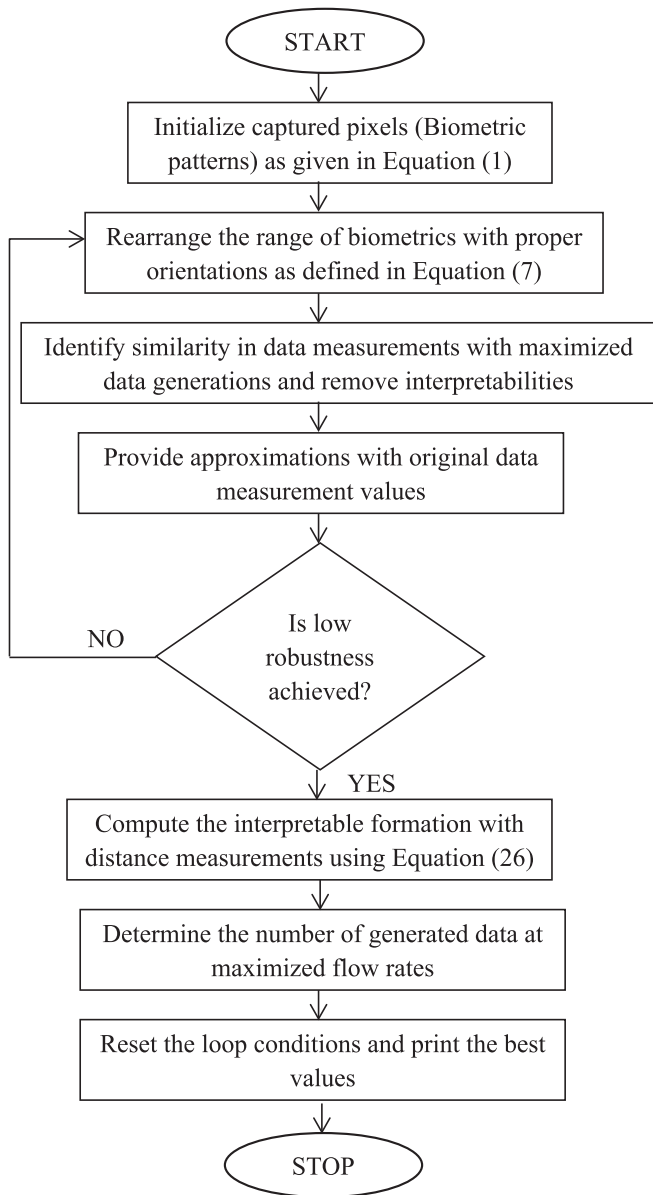 START
Initialize captured pixels (Biometric
patterns) as given in Equation (1)
Rearrange the range of biometrics with proper
orientations as defined in Equation (7)
Identify similarity in data measurements with maximized
data generations and remove interpretabilities
Provide approximations with original data
measurement values
Is low
robustness
achieved?
NO
YES
Compute the interpretable formation with
distance measurements using Equation (26)
Determine the number of generated data at
maximized flow rates
Reset the loop conditions and print the best
values
STOP